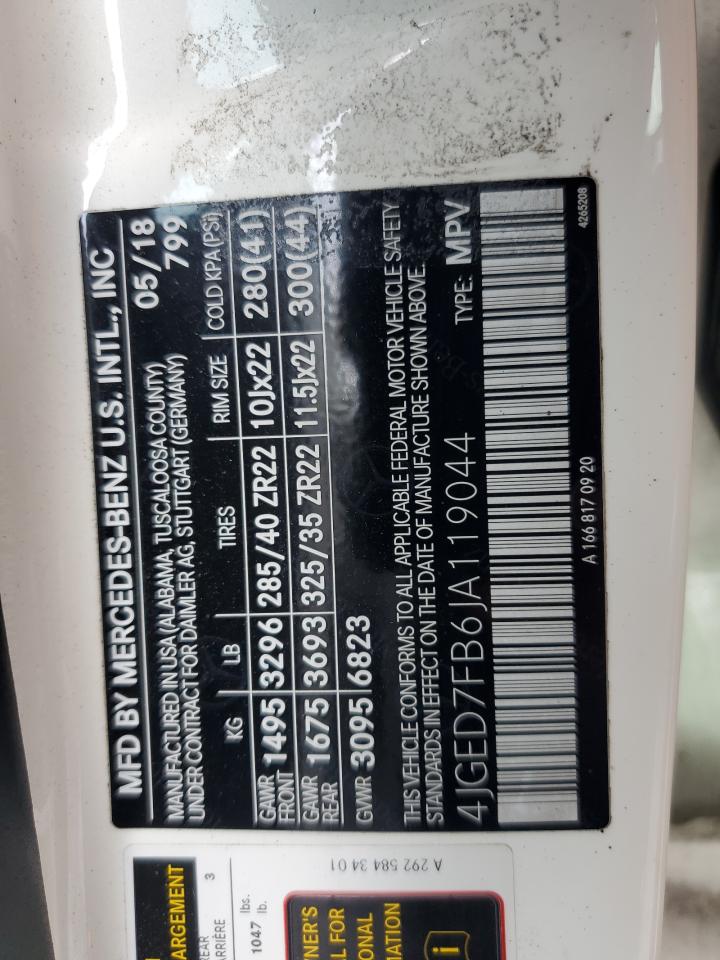 MFD BY MERCEDES-BENZ U.S. INTL., INC
MANUFACTURED IN USA (ALABAMA, TUSCALOOSA COUNTY) 05/18
UNDER CONTRACT FOR DAIMLER AG, STUTTGART (GERMANY) 799
KG LB TIRES RIM SIZE COLD KPA (PSI)
GAWR FRONT 1495 3296 285/40 ZR22 10Jx22 280(41)
GAWR REAR 1675 3693 325/35 ZR22 11.5Jx22 300(44)
GVWR 3095 6823
THIS VEHICLE CONFORMS TO ALL APPLICABLE FEDERAL MOTOR VEHICLE SAFETY
STANDARDS IN EFFECT ON THE DATE OF MANUFACTURE SHOWN ABOVE.
4JGED7FB6JA119044 TYPE: MPV
A 166 817 09 20
4265208
ARGEMENT
REAR
ARRIÈRE 3
lbs.
1047 lb.
NER'S
L FOR
ONAL
ATION
i
A 292 584 34 01